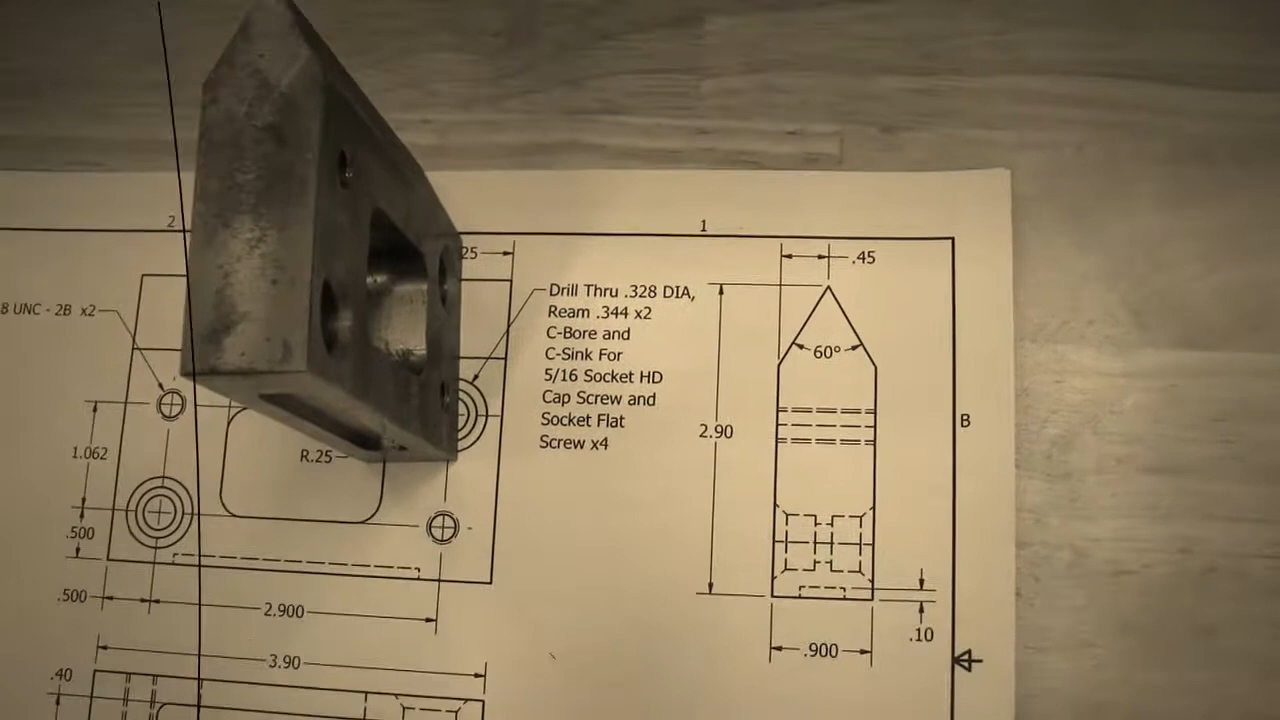 2
1
25
.45
8 UNC - 2B x2
Drill Thru .328 DIA,
Ream .344 x2
C-Bore and
C-Sink For
5/16 Socket HD
Cap Screw and
Socket Flat
Screw x4
60°
2.90
B
1.062
R.25
.500
.500
2.900
.10
.900
3.90
.40